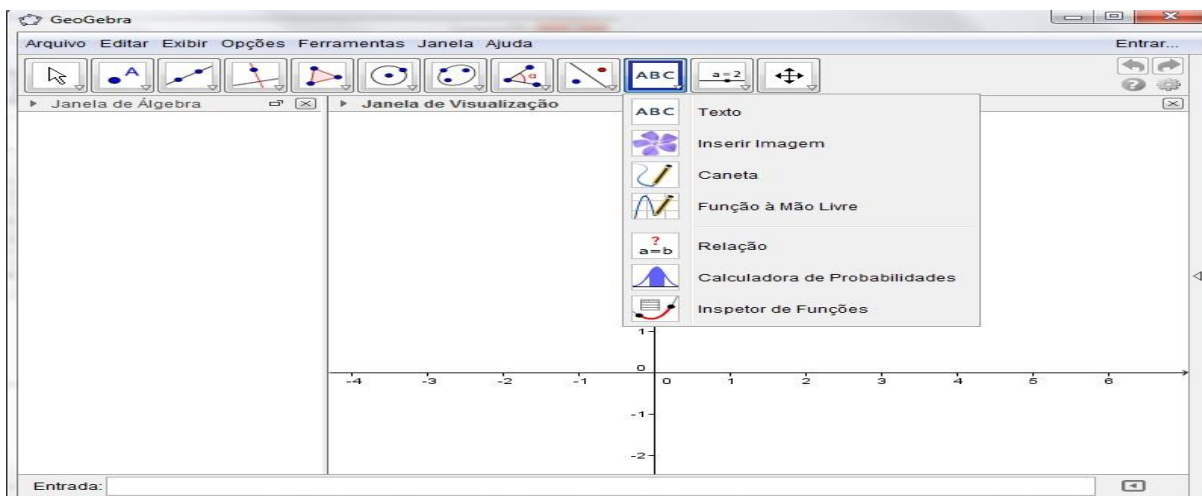 GeoGebra
Arquivo Editar Exibir Opções Ferramentas Janela Ajuda
Entrar...
A
α
ABC
a=2
Janela de Álgebra
Janela de Visualização
ABC Texto
Inserir Imagem
Caneta
Função à Mão Livre
?
a=b
Relação
Calculadora de Probabilidades
Inspetor de Funções
1
0
-4 -3 -2 -1 0 1 2 3 4 5 6
-1
-2
Entrada: